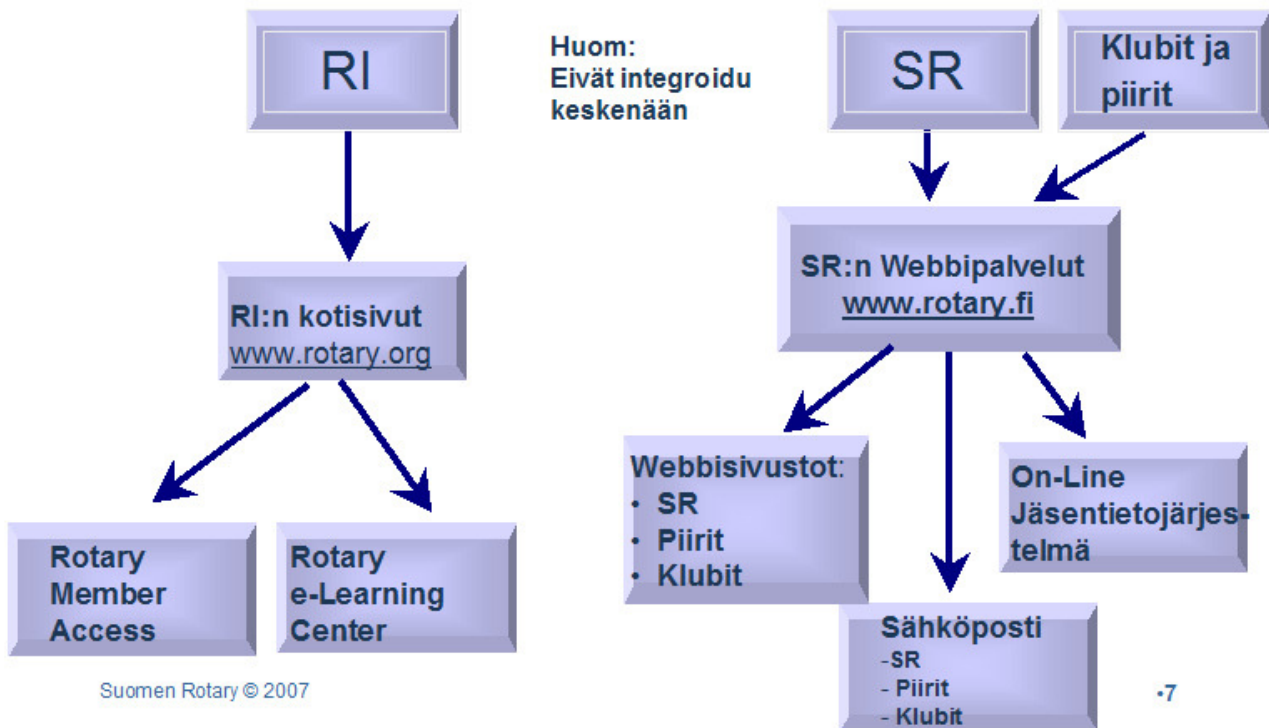 RI
Huom:
Eivät integroidu
keskenään
SR
Klubit ja
piirit
RI:n kotisivut
www.rotary.org
SR:n Webbipalvelut
www.rotary.fi
Rotary
Member
Access
Rotary
e-Learning
Center
Webbisivustot:
• SR
• Piirit
• Klubit
On-Line
Jäsentietojärjes-
telmä
Sähköposti
-SR
- Piirit
- Klubit
Suomen Rotary © 2007
•7